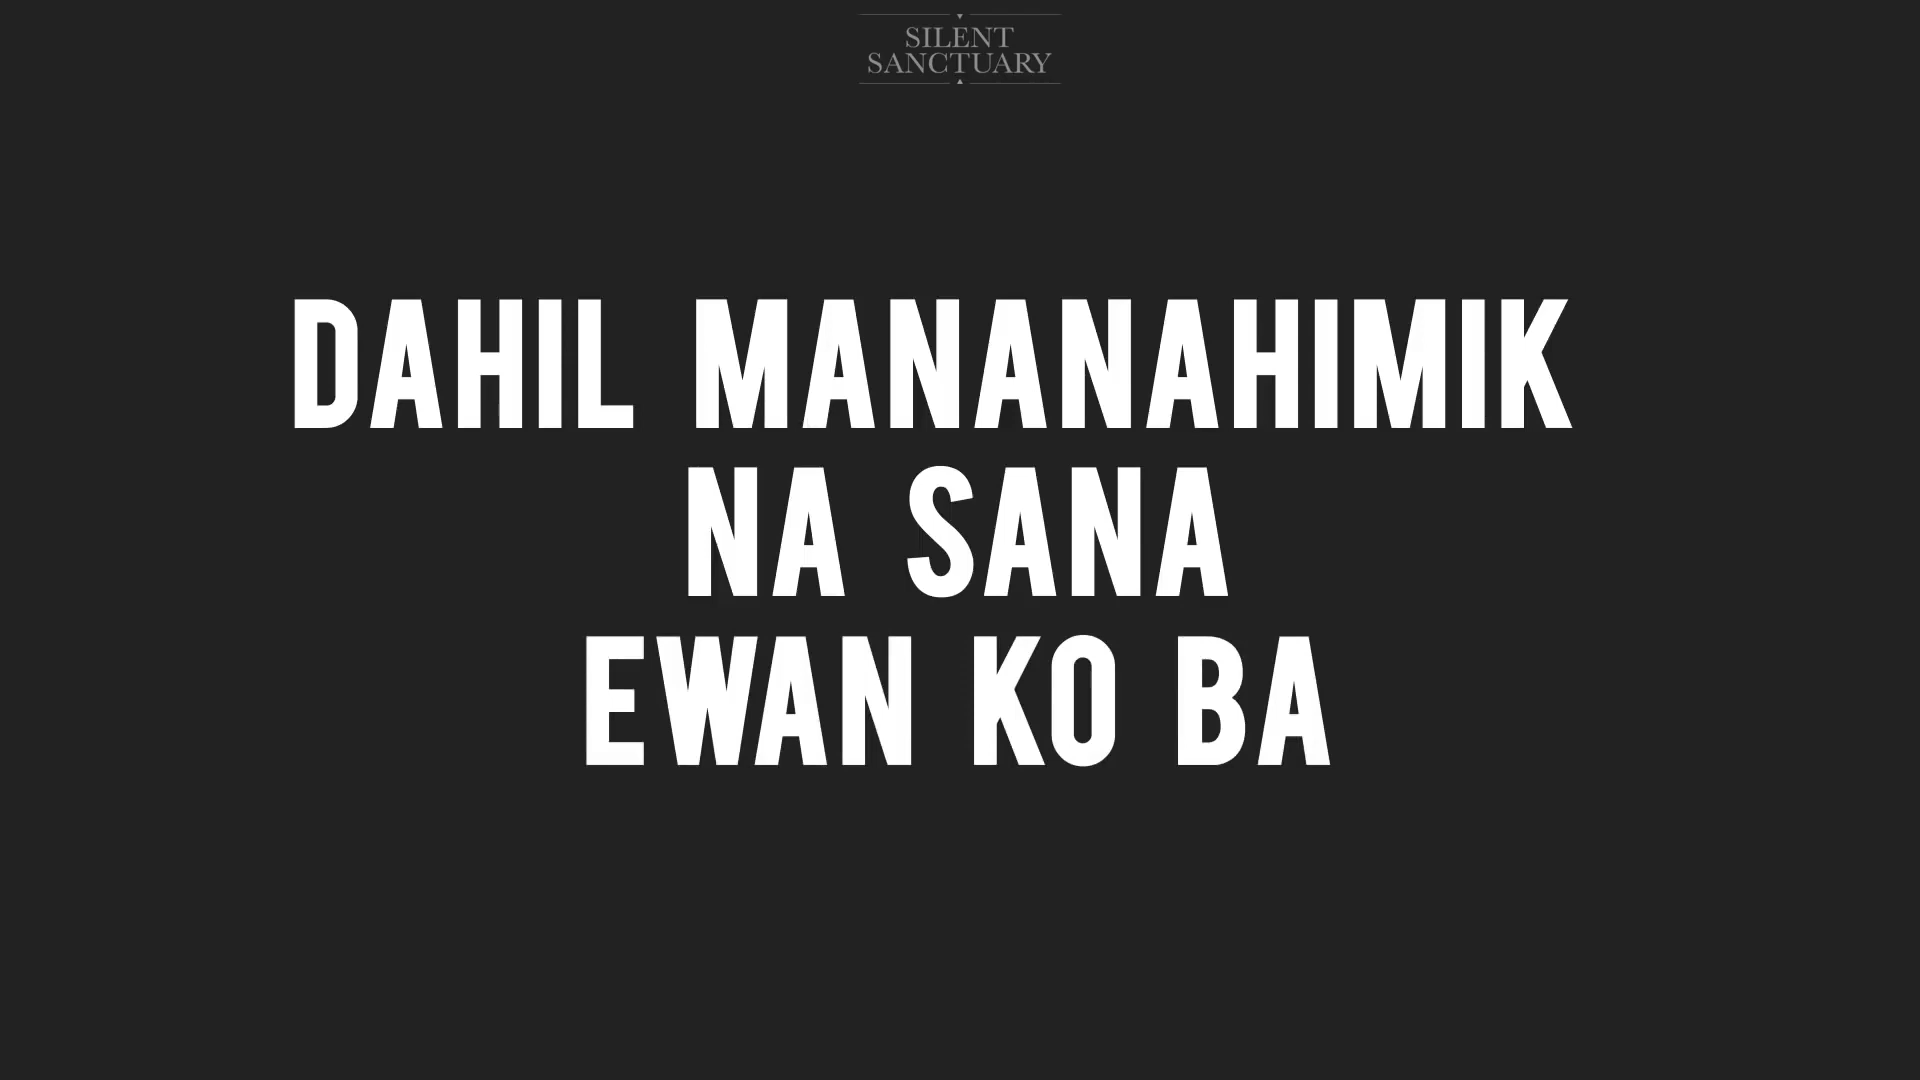 SILENT
SANCTUARY
DAHIL MANANAHIMIK
NA SANA
EWAN KO BA